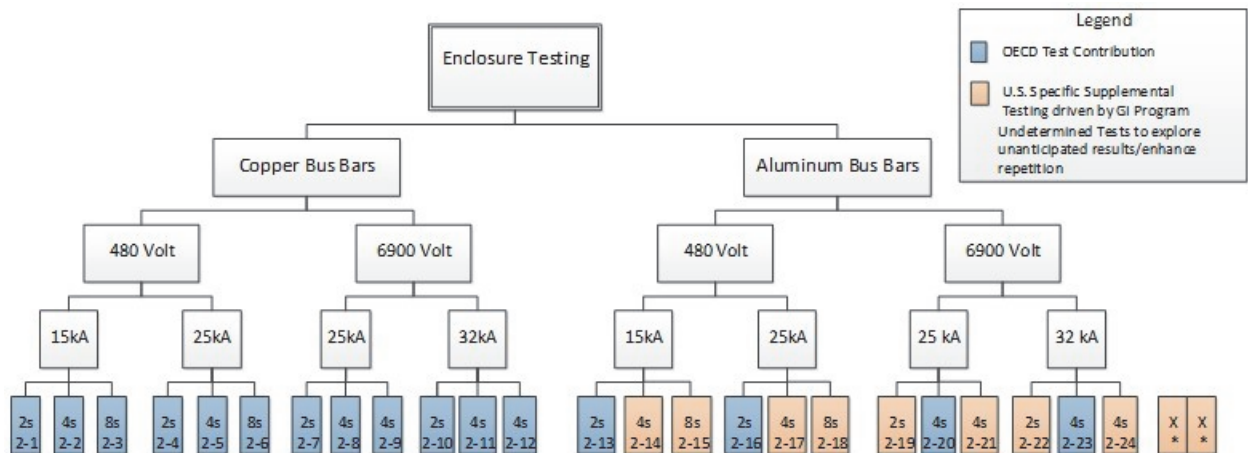 Enclosure Testing
Legend
OECD Test Contribution
U.S. Specific Supplemental
Testing driven by GI Program
Undetermined Tests to explore
unanticipated results/enhance
repetition
Copper Bus Bars
Aluminum Bus Bars
480 Volt
6900 Volt
480 Volt
6900 Volt
15kA
25kA
25kA
32kA
15kA
25kA
25 kA
32 kA
2s
2-1
4s
2-2
8s
2-3
2s
2-4
4s
2-5
8s
2-6
2s
2-7
4s
2-8
4s
2-9
2s
2-10
4s
2-11
4s
2-12
2s
2-13
4s
2-14
8s
2-15
2s
2-16
4s
2-17
8s
2-18
2s
2-19
4s
2-20
4s
2-21
2s
2-22
4s
2-23
4s
2-24
X
*
X
*